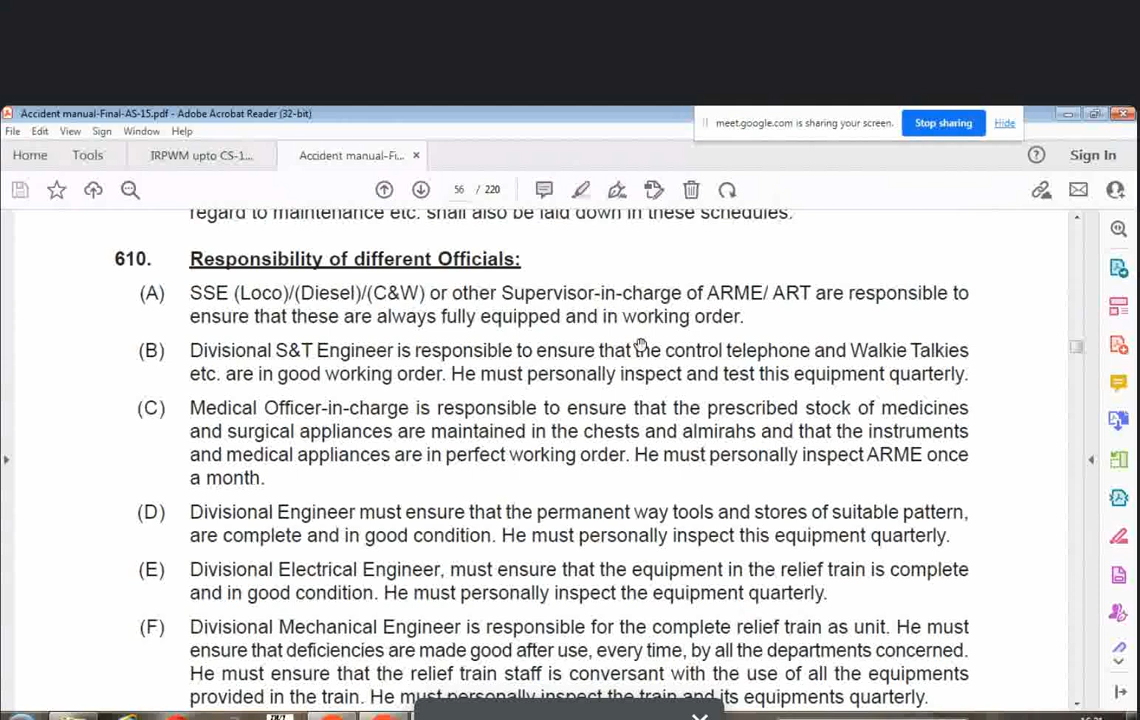 Accident manual-Final-AS-15.pdf - Adobe Acrobat Reader (32-bit)
meet.google.com is sharing your screen. Stop sharing Hide
File Edit View Sign Window Help
Home Tools IRPWM upto CS-1... Accident manual-Fi... × Sign In
56 / 220
regard to maintenance etc. shall also be laid down in these schedules.
610. Responsibility of different Officials:
(A) SSE (Loco)/(Diesel)/(C&W) or other Supervisor-in-charge of ARME/ ART are responsible to
ensure that these are always fully equipped and in working order.
(B) Divisional S&T Engineer is responsible to ensure that the control telephone and Walkie Talkies
etc. are in good working order. He must personally inspect and test this equipment quarterly.
(C) Medical Officer-in-charge is responsible to ensure that the prescribed stock of medicines
and surgical appliances are maintained in the chests and almirahs and that the instruments
and medical appliances are in perfect working order. He must personally inspect ARME once
a month.
(D) Divisional Engineer must ensure that the permanent way tools and stores of suitable pattern,
are complete and in good condition. He must personally inspect this equipment quarterly.
(E) Divisional Electrical Engineer, must ensure that the equipment in the relief train is complete
and in good condition. He must personally inspect the equipment quarterly.
(F) Divisional Mechanical Engineer is responsible for the complete relief train as unit. He must
ensure that deficiencies are made good after use, every time, by all the departments concerned.
He must ensure that the relief train staff is conversant with the use of all the equipments
provided in the train. He must personally inspect the train and its equipments quarterly.